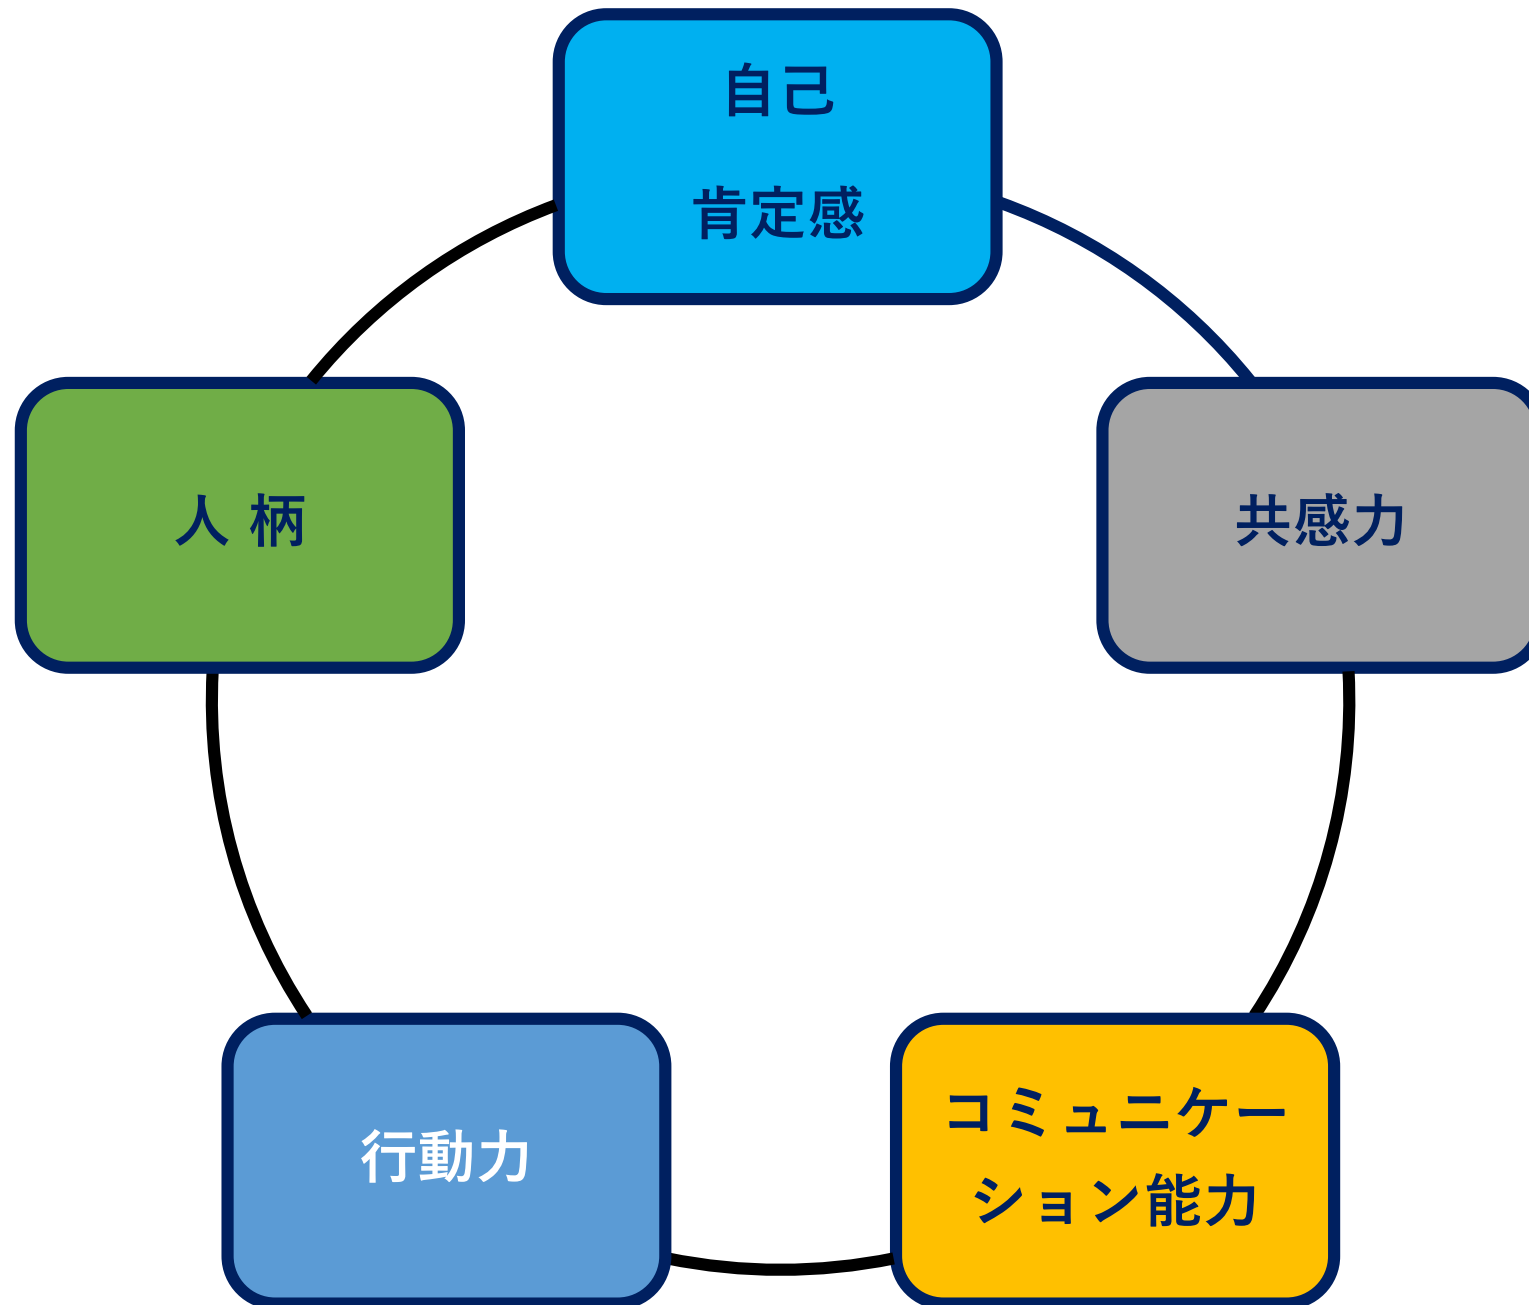 自己
肯定感
人 柄
共感力
行動力
コミュニケー
ション能力